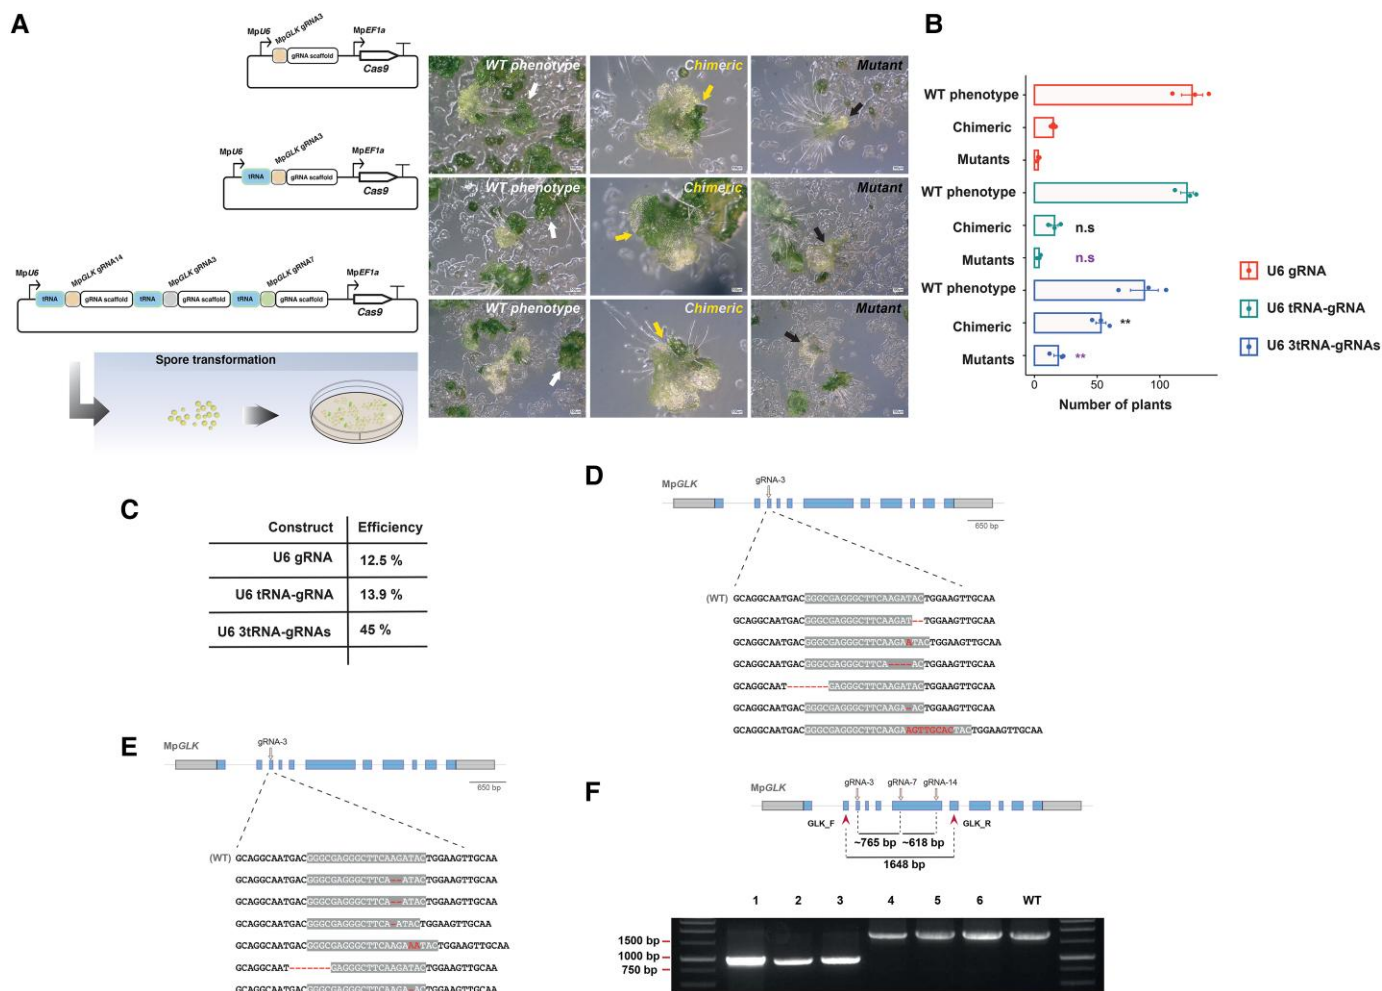 A
MpU6
MpGLK gRNA3
MpEF1a
gRNA scaffold
Cas9
MpU6
MpGLK gRNA3
MpEF1a
tRNA
gRNA scaffold
Cas9
MpU6
MpGLK gRNA14
MpGLK gRNA3
MpGLK gRNA7
MpEF1a
tRNA
gRNA scaffold
tRNA
gRNA scaffold
tRNA
gRNA scaffold
Cas9
Spore transformation
WT phenotype
Chimeric
Mutant
WT phenotype
Chimeric
Mutant
WT phenotype
Chimeric
Mutant
B
WT phenotype
Chimeric
Mutants
WT phenotype
Chimeric
n.s
Mutants
n.s
WT phenotype
Chimeric
**
Mutants
**
0
50
100
Number of plants
U6 gRNA
U6 tRNA-gRNA
U6 3tRNA-gRNAs
C
Construct
Efficiency
U6 gRNA
12.5 %
U6 tRNA-gRNA
13.9 %
U6 3tRNA-gRNAs
45 %
D
MpGLK
gRNA-3
650 bp
(WT) GCAGGCAATGACGGGCGAGGGCTTCAAGATACTGGAAGTTGCAA
GCAGGCAATGACGGGCGAGGGCTTCAAGAT--TGGAAGTTGCAA
GCAGGCAATGACGGGCGAGGGCTTCAAGAATACTGGAAGTTGCAA
GCAGGCAATGACGGGCGAGGGCTTCA----ACTGGAAGTTGCAA
GCAGGCAAT-------GAGGGCTTCAAGATACTGGAAGTTGCAA
GCAGGCAATGACGGGCGAGGGCTTCAAGA-ACTGGAAGTTGCAA
GCAGGCAATGACGGGCGAGGGCTTCAAGAAGTTGCACTACTGGAAGTTGCAA
E
MpGLK
gRNA-3
650 bp
(WT) GCAGGCAATGACGGGCGAGGGCTTCAAGATACTGGAAGTTGCAA
GCAGGCAATGACGGGCGAGGGCTTCA--ATACTGGAAGTTGCAA
GCAGGCAATGACGGGCGAGGGCTTCA--ATACTGGAAGTTGCAA
GCAGGCAATGACGGGCGAGGGCTTCA-ATACTGGAAGTTGCAA
GCAGGCAATGACGGGCGAGGGCTTCAAGAAATACTGGAAGTTGCAA
GCAGGCAAT-------GAGGGCTTCAAGATACTGGAAGTTGCAA
GCAGGCAATGACGGGCGAGGGCTTCAAGA-ACTGGAAGTTGCAA
F
MpGLK
gRNA-3
gRNA-7
gRNA-14
GLK_F
GLK_R
~765 bp
~618 bp
1648 bp
1
2
3
4
5
6
WT
1500 bp
1000 bp
750 bp